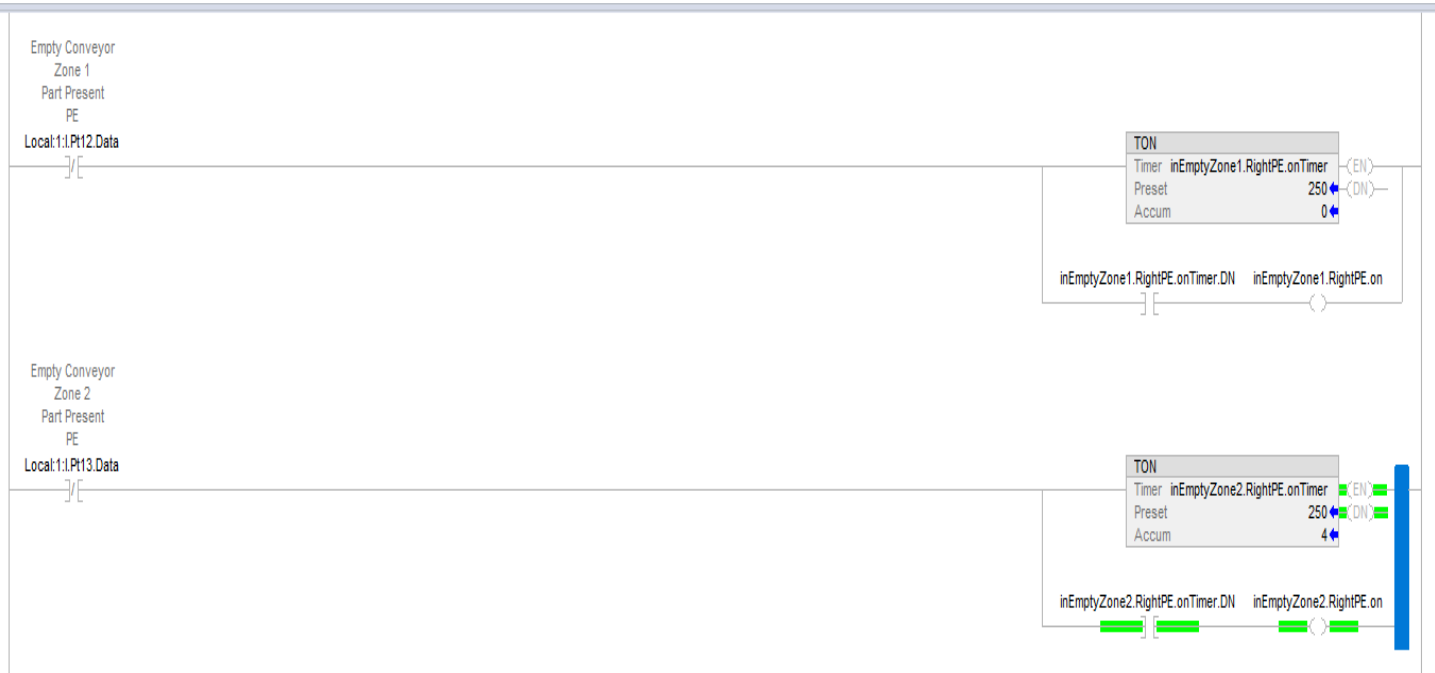 Empty Conveyor
Zone 1
Part Present
PE
Local:1:I.Pt12.Data
TON
Timer inEmptyZone1.RightPE.onTimer (EN)
Preset 250 (DN)
Accum 0
inEmptyZone1.RightPE.onTimer.DN inEmptyZone1.RightPE.on
Empty Conveyor
Zone 2
Part Present
PE
Local:1:I.Pt13.Data
TON
Timer inEmptyZone2.RightPE.onTimer (EN)
Preset 250 (DN)
Accum 4
inEmptyZone2.RightPE.onTimer.DN inEmptyZone2.RightPE.on